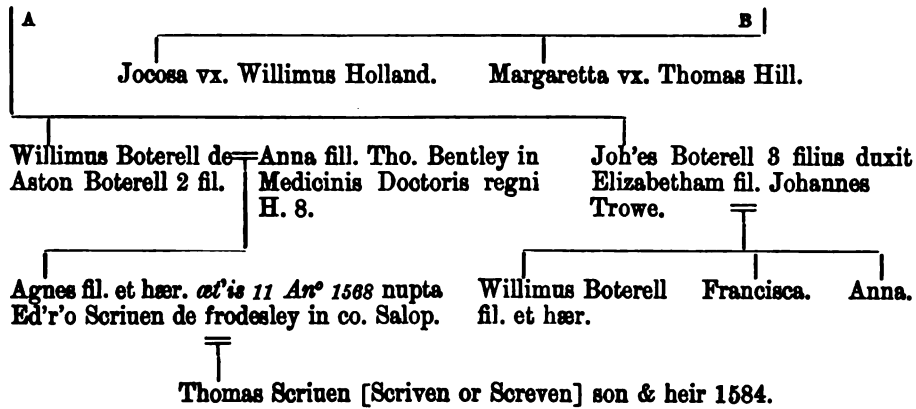 A B
Jocosa vx. Willimus Holland. Margaretta vx. Thomas Hill.
Willimus Boterell de Anna fill. Tho. Bentley in Joh'es Boterell 3 filius duxit
Aston Boterell 2 fil. Medicinis Doctoris regni Elizabetham fil. Johannes
H. 8. Trowe.
Agnes fil. et hær. æt'is 11 Anº 1568 nupta Willimus Boterell Francisca. Anna.
Ed'r'o Scriuen de frodesley in co. Salop. fil. et hær.
Thomas Scriuen [Scriven or Screven] son & heir 1584.